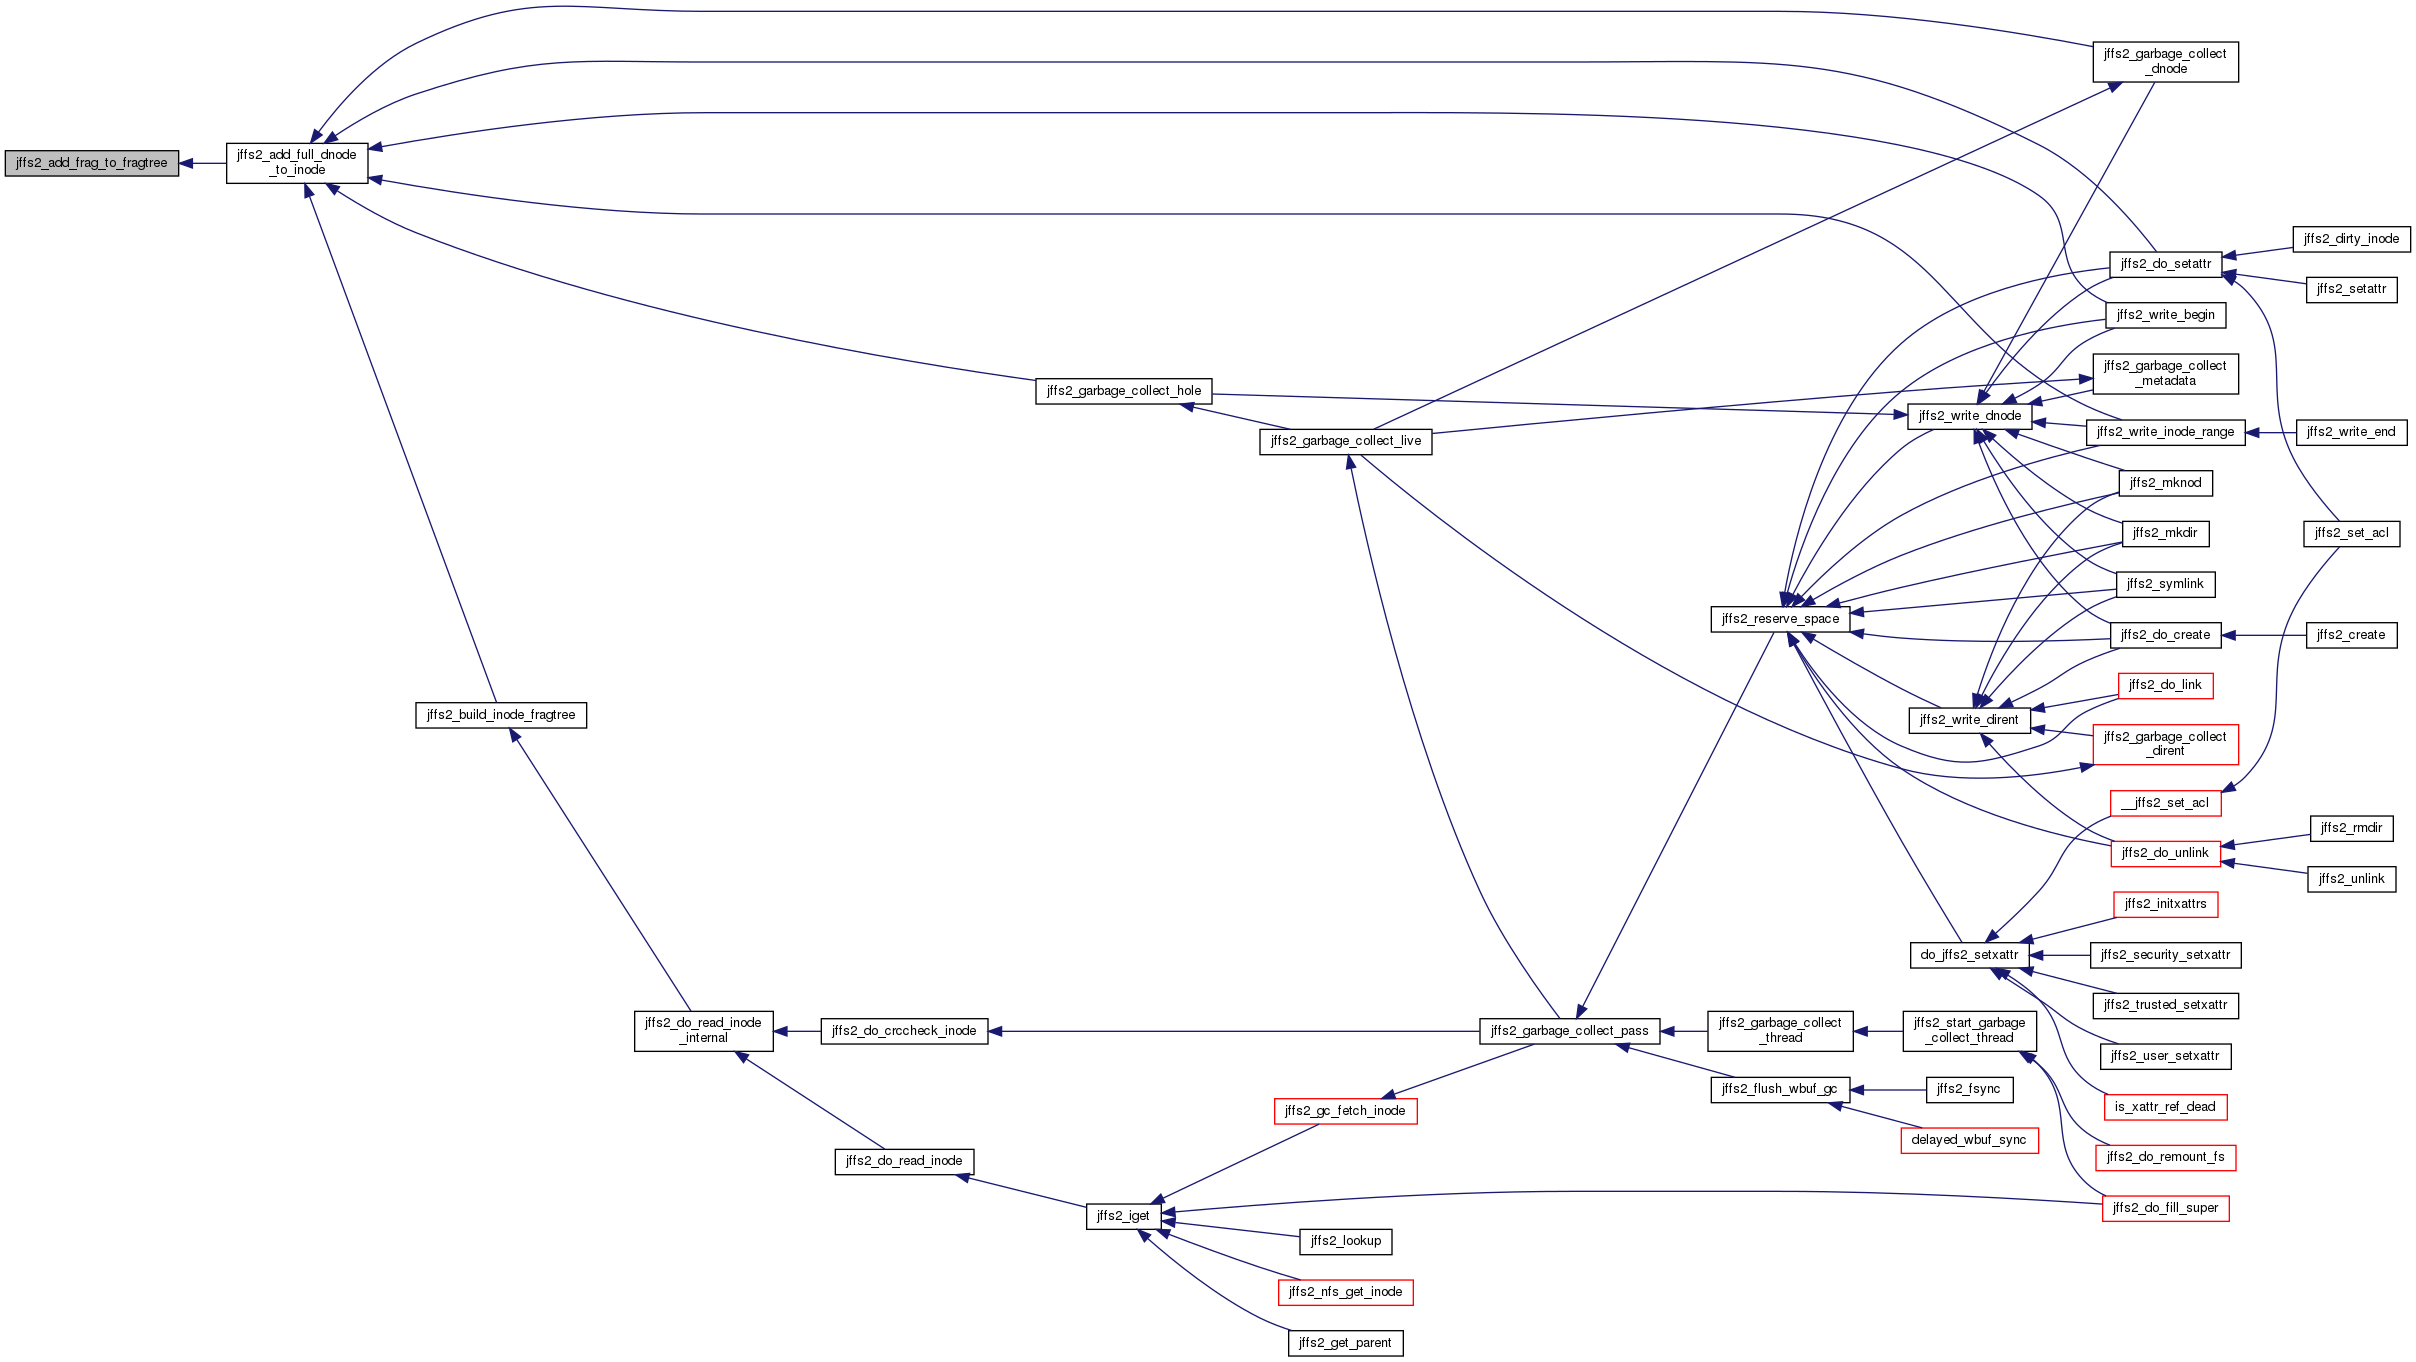 jffs2_add_frag_to_fragtree
jffs2_add_full_dnode
_to_inode
jffs2_build_inode_fragtree
jffs2_do_read_inode
_internal
jffs2_do_crccheck_inode
jffs2_do_read_inode
jffs2_garbage_collect_hole
jffs2_iget
jffs2_garbage_collect_live
jffs2_gc_fetch_inode
jffs2_lookup
jffs2_nfs_get_inode
jffs2_get_parent
jffs2_garbage_collect_pass
jffs2_reserve_space
jffs2_garbage_collect
_thread
jffs2_flush_wbuf_gc
jffs2_write_dnode
jffs2_write_dirent
do_jffs2_setxattr
jffs2_start_garbage
_collect_thread
jffs2_fsync
delayed_wbuf_sync
jffs2_garbage_collect
_dnode
jffs2_do_setattr
jffs2_write_begin
jffs2_garbage_collect
_metadata
jffs2_write_inode_range
jffs2_mknod
jffs2_mkdir
jffs2_symlink
jffs2_do_create
jffs2_do_link
jffs2_garbage_collect
_dirent
__jffs2_set_acl
jffs2_do_unlink
jffs2_initxattrs
jffs2_security_setxattr
jffs2_trusted_setxattr
jffs2_user_setxattr
is_xattr_ref_dead
jffs2_do_remount_fs
jffs2_do_fill_super
jffs2_dirty_inode
jffs2_setattr
jffs2_write_end
jffs2_set_acl
jffs2_create
jffs2_rmdir
jffs2_unlink